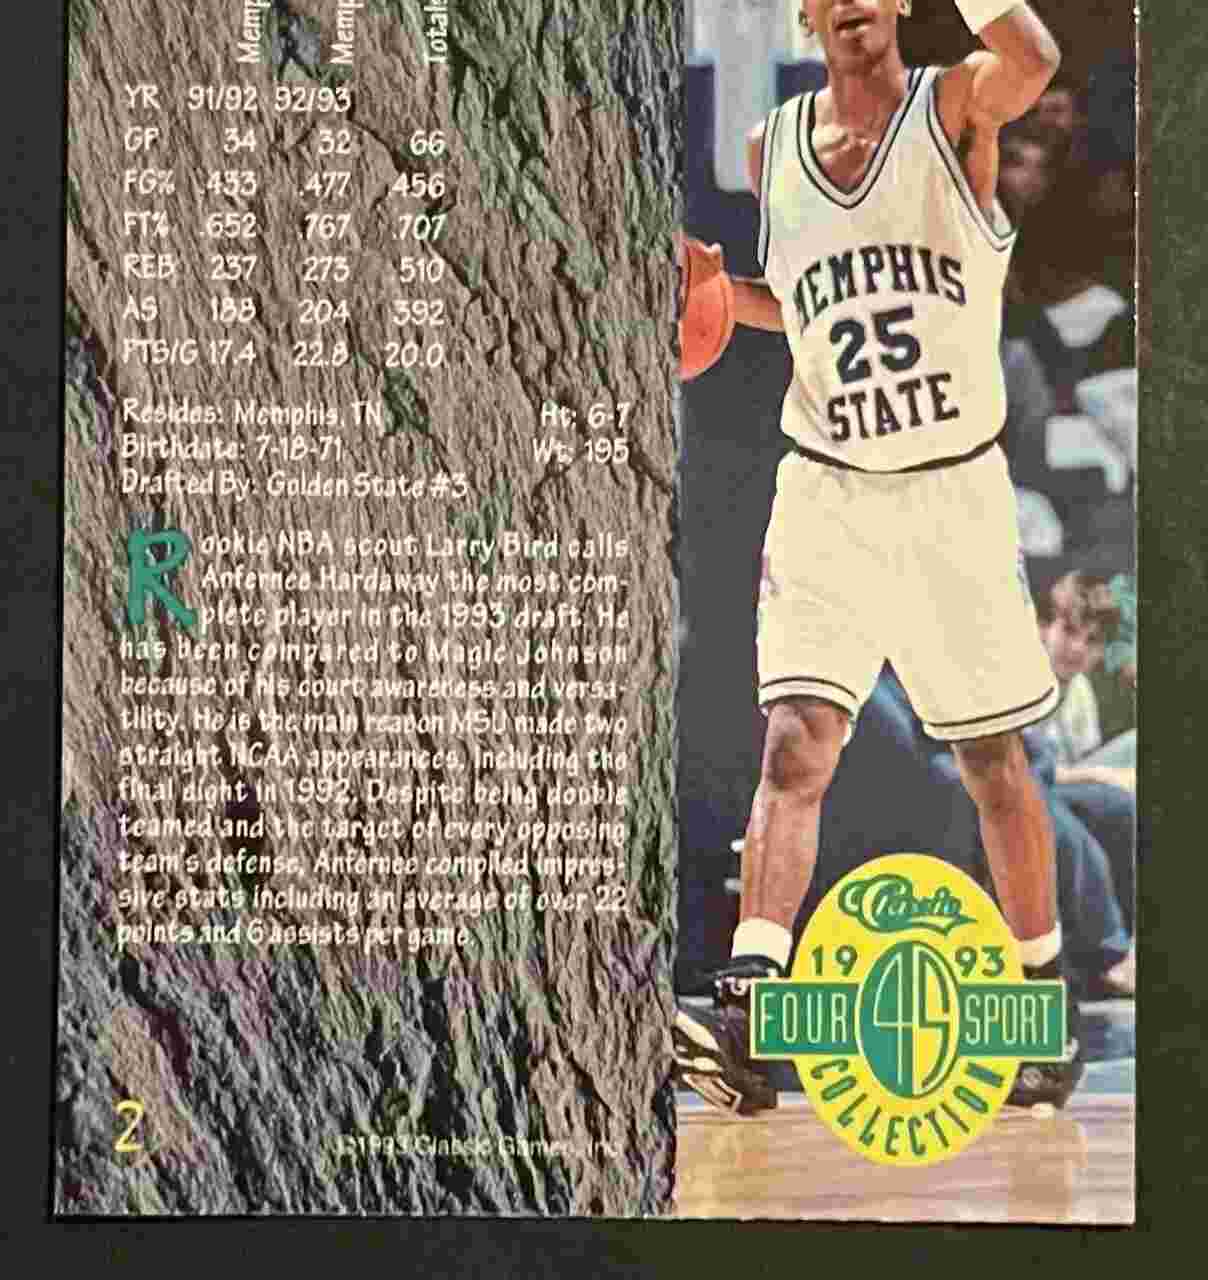 Memp Memp Totals
YR 91/92 92/93
GP 34 32 66
FG% .433 .477 .456
FT% .652 .767 .707
REB 237 273 510
AS 188 204 392
PTS/G 17.4 22.8 20.0
Resides: Memphis, TN Ht: 6-7
Birthdate: 7-18-71 Wt: 195
Drafted By: Golden State #3
Rookie NBA scout Larry Bird calls
Anfernee Hardaway the most com-
plete player in the 1993 draft. He
has been compared to Magic Johnson
because of his court awareness and versa-
tility. He is the main reason MSU made two
straight NCAA appearances, including the
final eight in 1992. Despite being double
teamed and the target of every opposing
team's defense, Anfernee compiled impres-
sive stats including an average of over 22
points and 6 assists per game.
2
©1993 Classic Games, Inc.
MEMPHIS
25
STATE
Classic
1993
FOUR 4S SPORT
COLLECTION